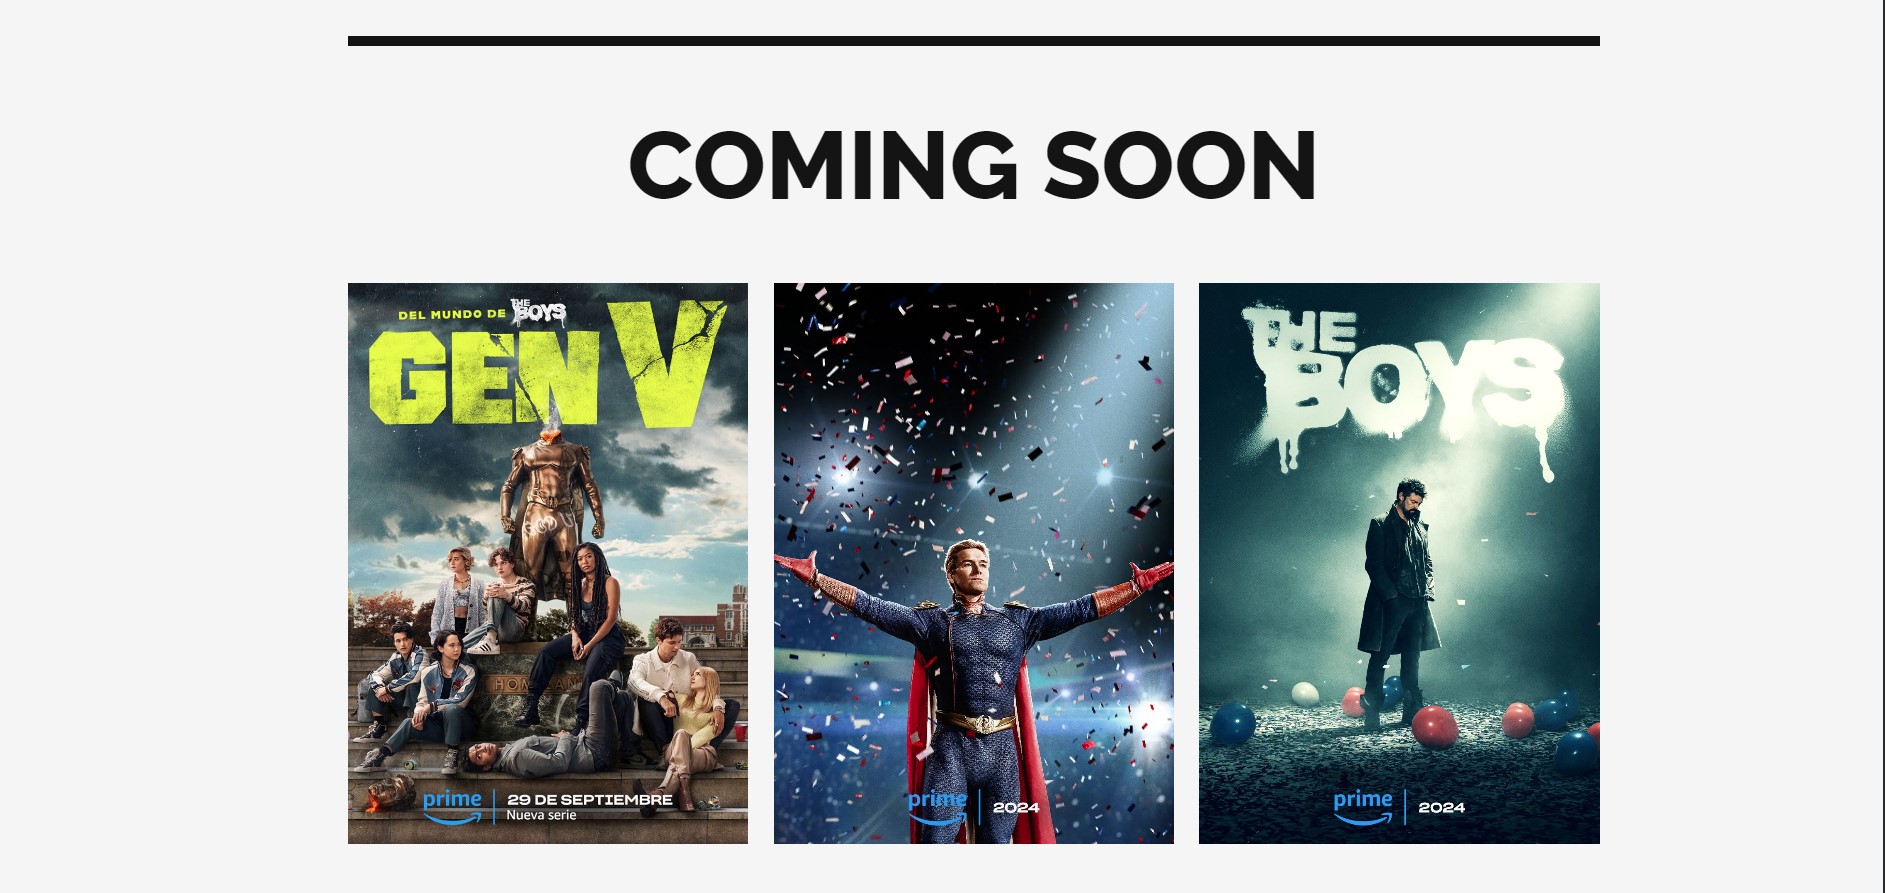 COMING SOON
DEL MUNDO DE THE BOYS
GEN V
prime
29 DE SEPTIEMBRE
Nueva serie
prime
2024
THE
BOYS
prime
2024